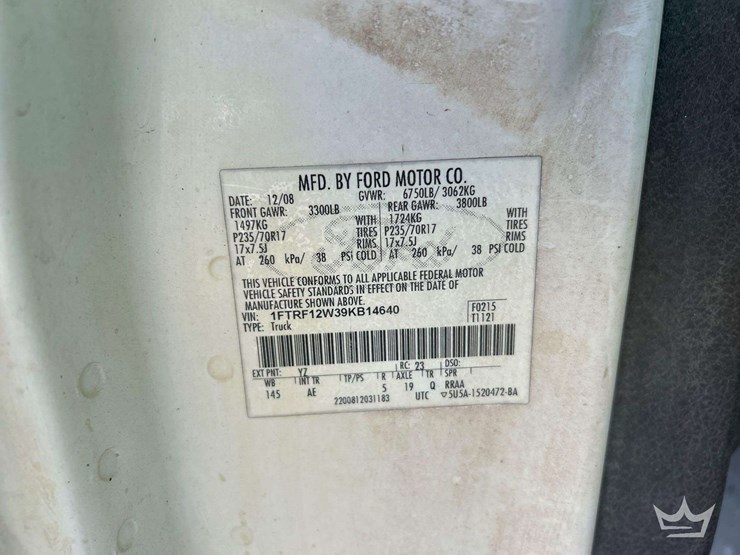 MFD. BY FORD MOTOR CO.
DATE: 12/08 GVWR: 6750LB/ 3062KG
FRONT GAWR: 3300LB REAR GAWR: 3800LB
1497KG WITH 1724KG WITH
P235/70R17 TIRES P235/70R17 TIRES
17x7.5J RIMS 17x7.5J RIMS
AT 260 kPa/ 38 PSI COLD AT 260 kPa/ 38 PSI COLD
THIS VEHICLE CONFORMS TO ALL APPLICABLE FEDERAL MOTOR
VEHICLE SAFETY STANDARDS IN EFFECT ON THE DATE OF
MANUFACTURE SHOWN ABOVE.
VIN: 1FTRF12W39KB14640 F0215
TYPE: Truck T1121
EXT PNT: YZ RC: 23 DSO:
WB INT TR TP/PS R AXLE TR SPR
145 AE 5 19 Q RRAA
2200812031183 UTC ▽5U5A-1520472-BA